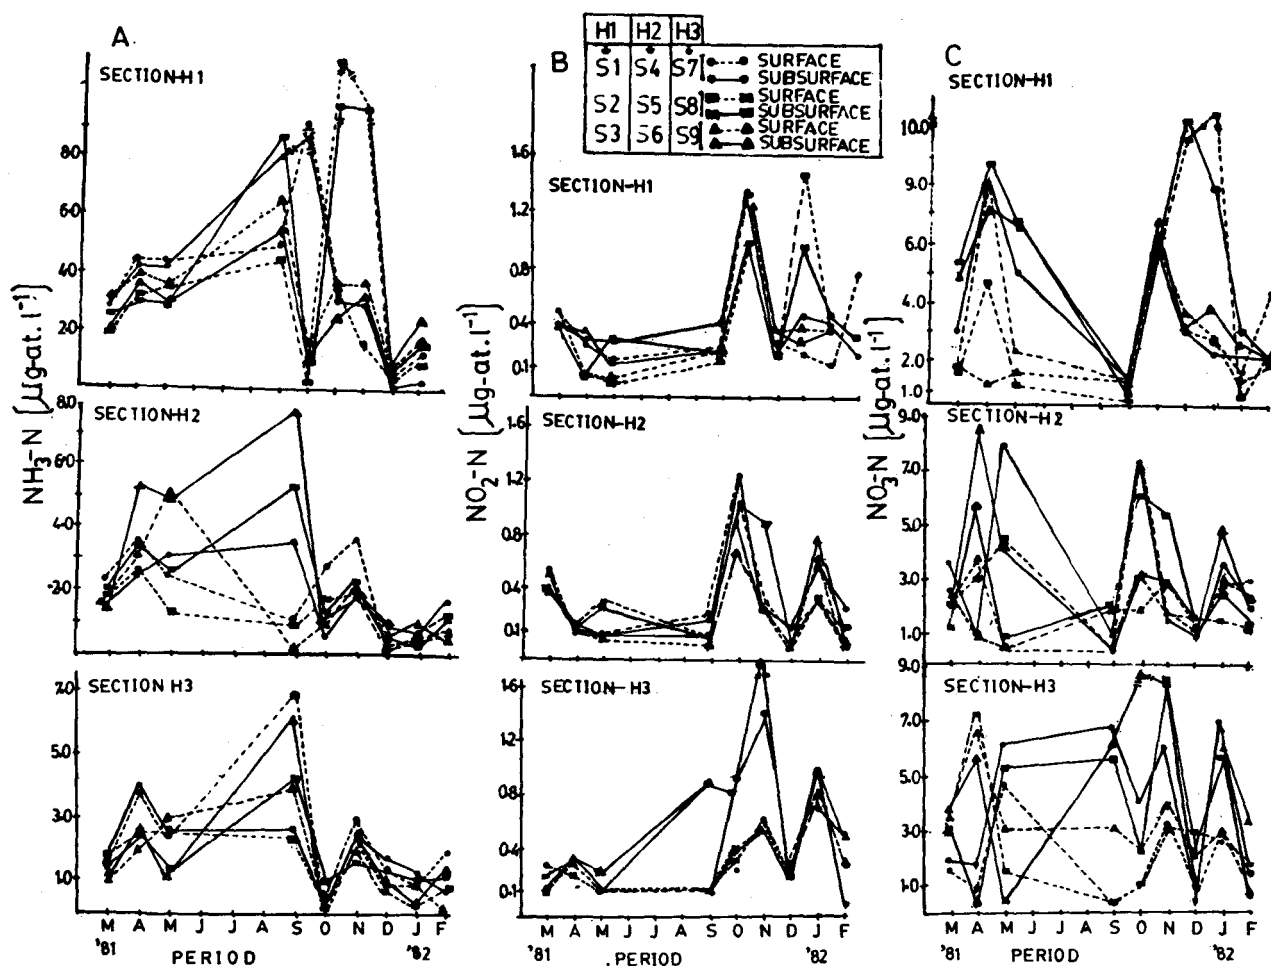 A
B
C
H1 H2 H3
S1 S4 S7 SURFACE
SUBSURFACE
S2 S5 S8 SURFACE
SUBSURFACE
S3 S6 S9 SURFACE
SUBSURFACE
NH3-N [μg-at. l-1]
SECTION-H1
80
60
40
20
SECTION-H2
8.0
6.0
4.0
2.0
SECTION H3
7.0
5.0
3.0
1.0
M A M J J A S O N D J F
'81 '82
PERIOD
NO2-N [μg-at. l-1]
SECTION-H1
1.6
1.2
0.8
0.4
0.1
SECTION-H2
1.6
1.2
0.8
0.4
0.1
SECTION-H3
1.6
1.2
0.8
0.4
0.1
M A M J J A S O N D J F
'81 '82
PERIOD
NO3-N [μg-at. l-1]
SECTION-H1
10.0
9.0
6.0
4.0
2.0
1.0
SECTION-H2
9.0
7.0
5.0
3.0
1.0
SECTION-H3
9.0
7.0
5.0
3.0
1.0
M A M J J A S O N D J F
'81 '82
PERIOD